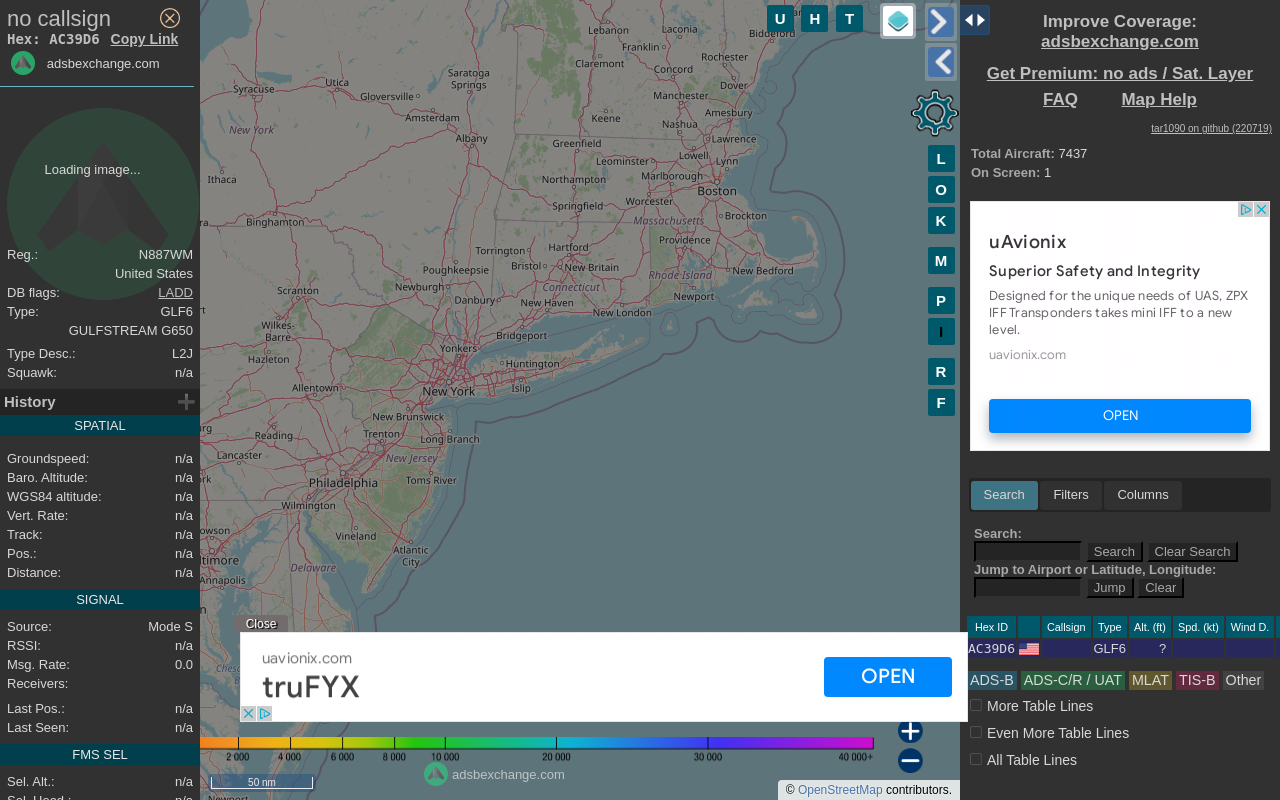 no callsign
Hex: AC39D6 Copy Link
adsbexchange.com
Loading image...
Reg.: N887WM
United States
DB flags: LADD
Type: GLF6
GULFSTREAM G650
Type Desc.: L2J
Squawk: n/a
History
SPATIAL
Groundspeed: n/a
Baro. Altitude: n/a
WGS84 altitude: n/a
Vert. Rate: n/a
Track: n/a
Pos.: n/a
Distance: n/a
SIGNAL
Source: Mode S
RSSI: n/a
Msg. Rate: 0.0
Receivers:
Last Pos.: n/a
Last Seen: n/a
FMS SEL
Sel. Alt.: n/a
U H T
L
O
K
M
P
I
R
F
Lebanon
Laconia
Biddeford
Franklin
Claremont
Rochester
Concord
Dover
Saratoga
Springs
Utica
Syracuse
Gloversville
Manchester
Amesbury
Amsterdam
Keene
Nashua
New York
Albany
Greenfield
Lowell
Lawrence
Leominster
Lynn
Ithaca
Northampton
Marlborough
Boston
Springfield
Worcester
Binghamton
Massachusetts
Brockton
Torrington
Hartford
Providence
Poughkeepsie
Bristol
New Britain
Rhode Island
New Bedford
Newburgh
Connecticut
Scranton
Danbury
New Haven
Newport
New London
Wilkes-
Barre
Bridgeport
Hazleton
Yonkers
Huntington
Allentown
New York
Islip
New Brunswick
Reading
Trenton
Long Branch
Lancaster
New Jersey
Philadelphia
Toms River
Wilmington
Vineland
Atlantic
City
Delaware
Annapolis
Close
uavionix.com
truFYX
OPEN
2 000 4 000 6 000 8 000 10 000 20 000 30 000 40 000+
adsbexchange.com
50 nm
© OpenStreetMap contributors.
Improve Coverage:
adsbexchange.com
Get Premium: no ads / Sat. Layer
FAQ Map Help
tar1090 on github (220719)
Total Aircraft: 7437
On Screen: 1
uAvionix
Superior Safety and Integrity
Designed for the unique needs of UAS, ZPX
IFF Transponders takes mini IFF to a new
level.
uavionix.com
OPEN
Search Filters Columns
Search:
Search Clear Search
Jump to Airport or Latitude, Longitude:
Jump Clear
Hex ID Callsign Type Alt. (ft) Spd. (kt) Wind D.
AC39D6 GLF6 ?
ADS-B ADS-C/R / UAT MLAT TIS-B Other
More Table Lines
Even More Table Lines
All Table Lines